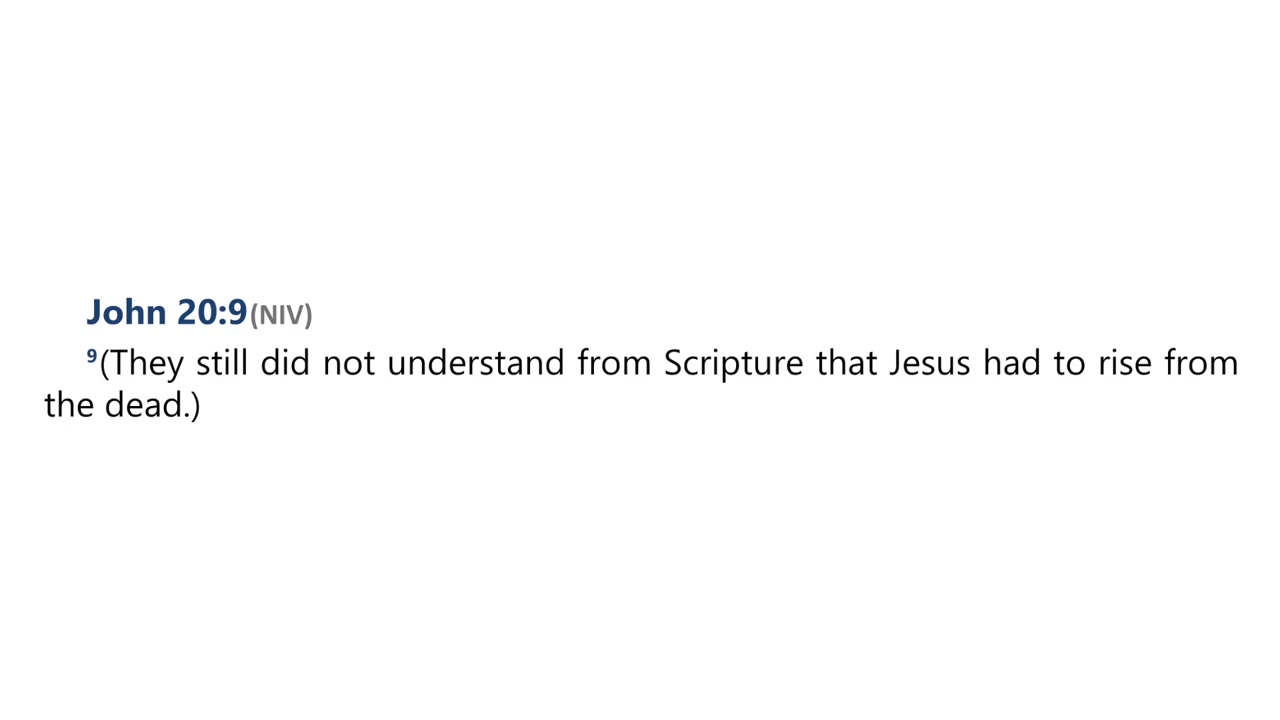 John 20:9(NIV)
9(They still did not understand from Scripture that Jesus had to rise from
the dead.)